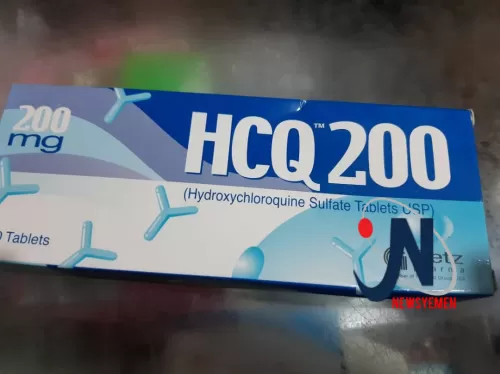 200
mg
HCQ™ 200
(Hydroxychloroquine Sulfate Tablets USP)
Tablets
N
NEWSYEMEN